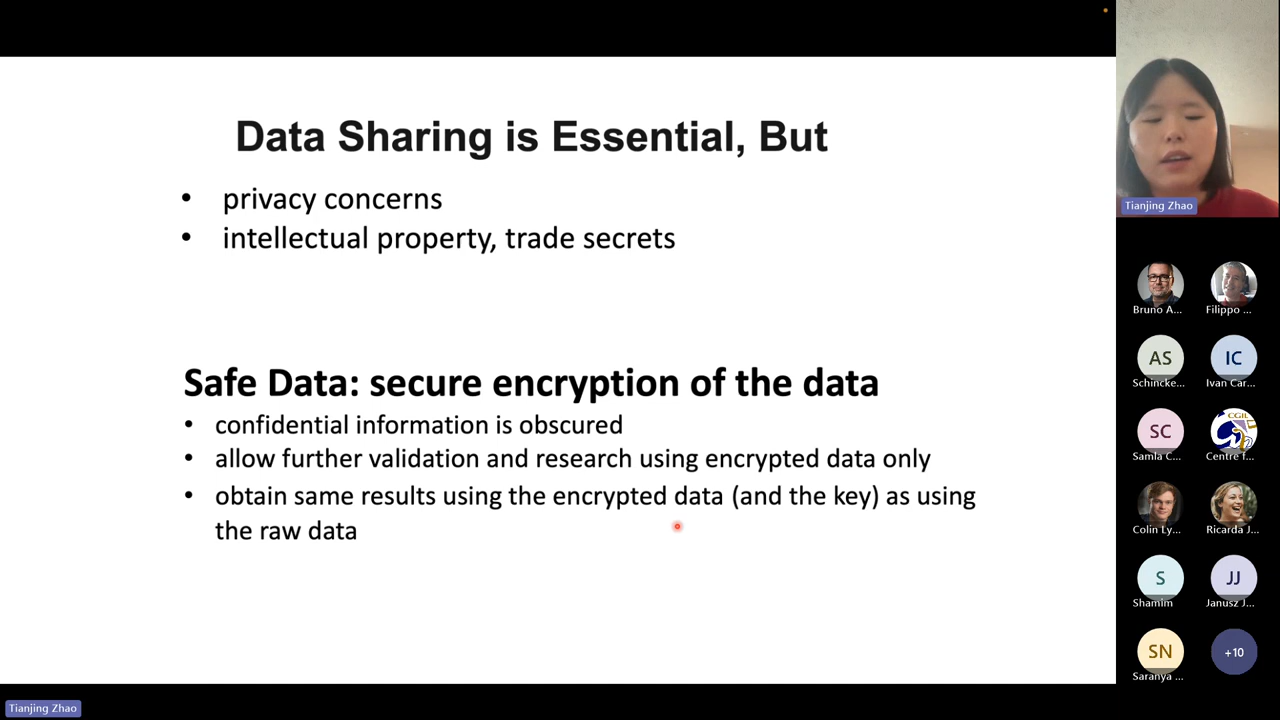 Data Sharing is Essential, But
• privacy concerns
• intellectual property, trade secrets
Safe Data: secure encryption of the data
• confidential information is obscured
• allow further validation and research using encrypted data only
• obtain same results using the encrypted data (and the key) as using
the raw data
Tianjing Zhao
Bruno A...
Filippo ...
AS
IC
Schincke...
Ivan Car...
SC
CGIL
Samla C...
Centre f...
Colin Ly...
Ricarda J...
S
JJ
Shamim
Janusz J...
SN
+10
Saranya ...
Tianjing Zhao